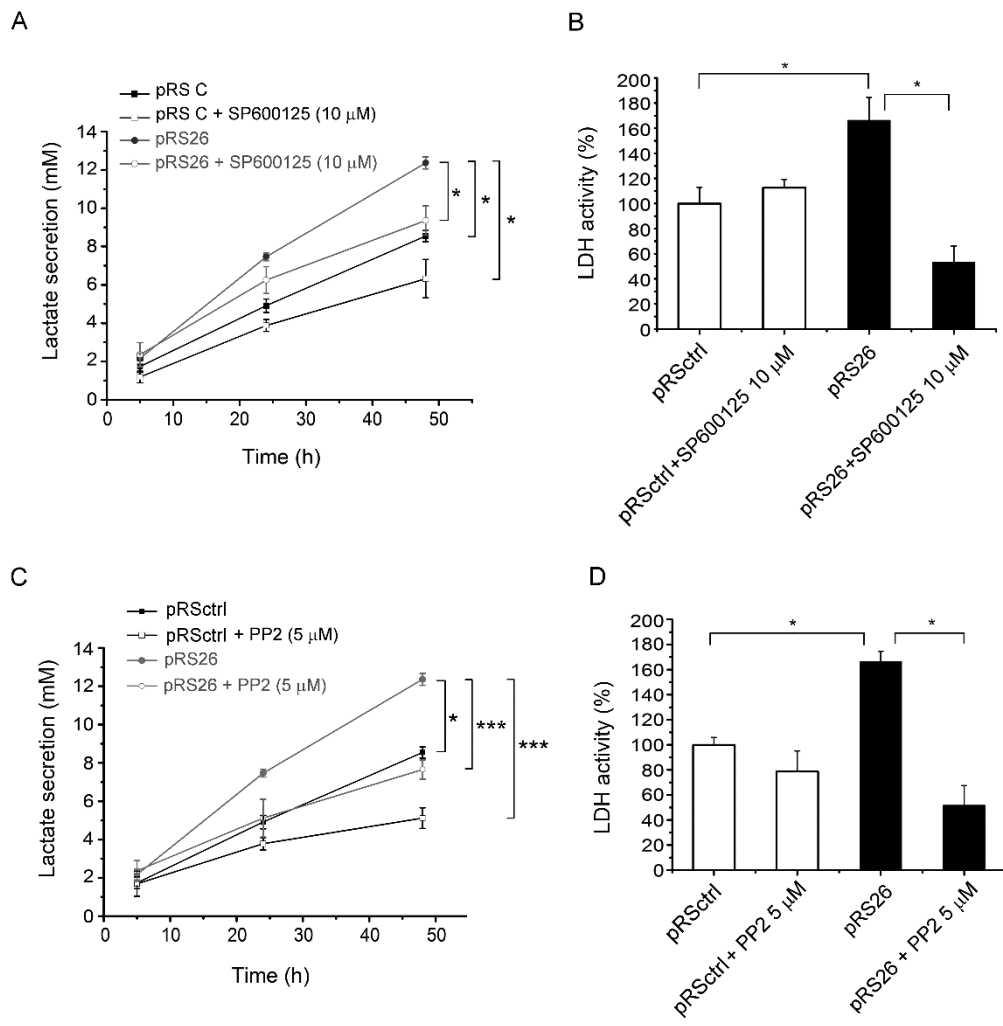 A
pRS C
pRS C + SP600125 (10 μM)
pRS26
pRS26 + SP600125 (10 μM)
Lactate secretion (mM)
14
12
10
8
6
4
2
0
0 10 20 30 40 50
Time (h)
*
*
*
B
*
*
LDH activity (%)
200
180
160
140
120
100
80
60
40
20
0
pRSctrl
pRSctrl+SP600125 10 μM
pRS26
pRS26+SP600125 10 μM
C
pRSctrl
pRSctrl + PP2 (5 μM)
pRS26
pRS26 + PP2 (5 μM)
Lactate secretion (mM)
14
12
10
8
6
4
2
0
0 10 20 30 40 50
Time (h)
*
***
***
D
*
*
LDH activity (%)
200
180
160
140
120
100
80
60
40
20
0
pRSctrl
pRSctrl + PP2 5 μM
pRS26
pRS26 + PP2 5 μM